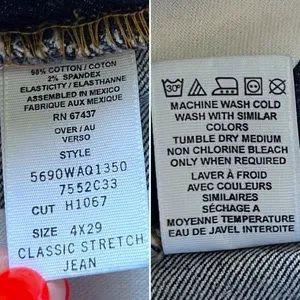 98% COTTON / COTTON
2% SPANDEX
ELASTICITY / ELASTHANNE
ASSEMBLED IN MEXICO
FABRIQUE AUX MEXIQUE
RN 67437
OVER / AU
VERSO
STYLE
5690WAQ1350
7552C33
CUT H1067
SIZE 4X29
CLASSIC STRETCH
JEAN
30
MACHINE WASH COLD
WASH WITH SIMILAR
COLORS
TUMBLE DRY MEDIUM
NON CHLORINE BLEACH
ONLY WHEN REQUIRED
LAVER À FROID
AVEC COULEURS
SIMILAIRES
SÉCHAGE A
MOYENNE TEMPERATURE
EAU DE JAVEL INTERDITE